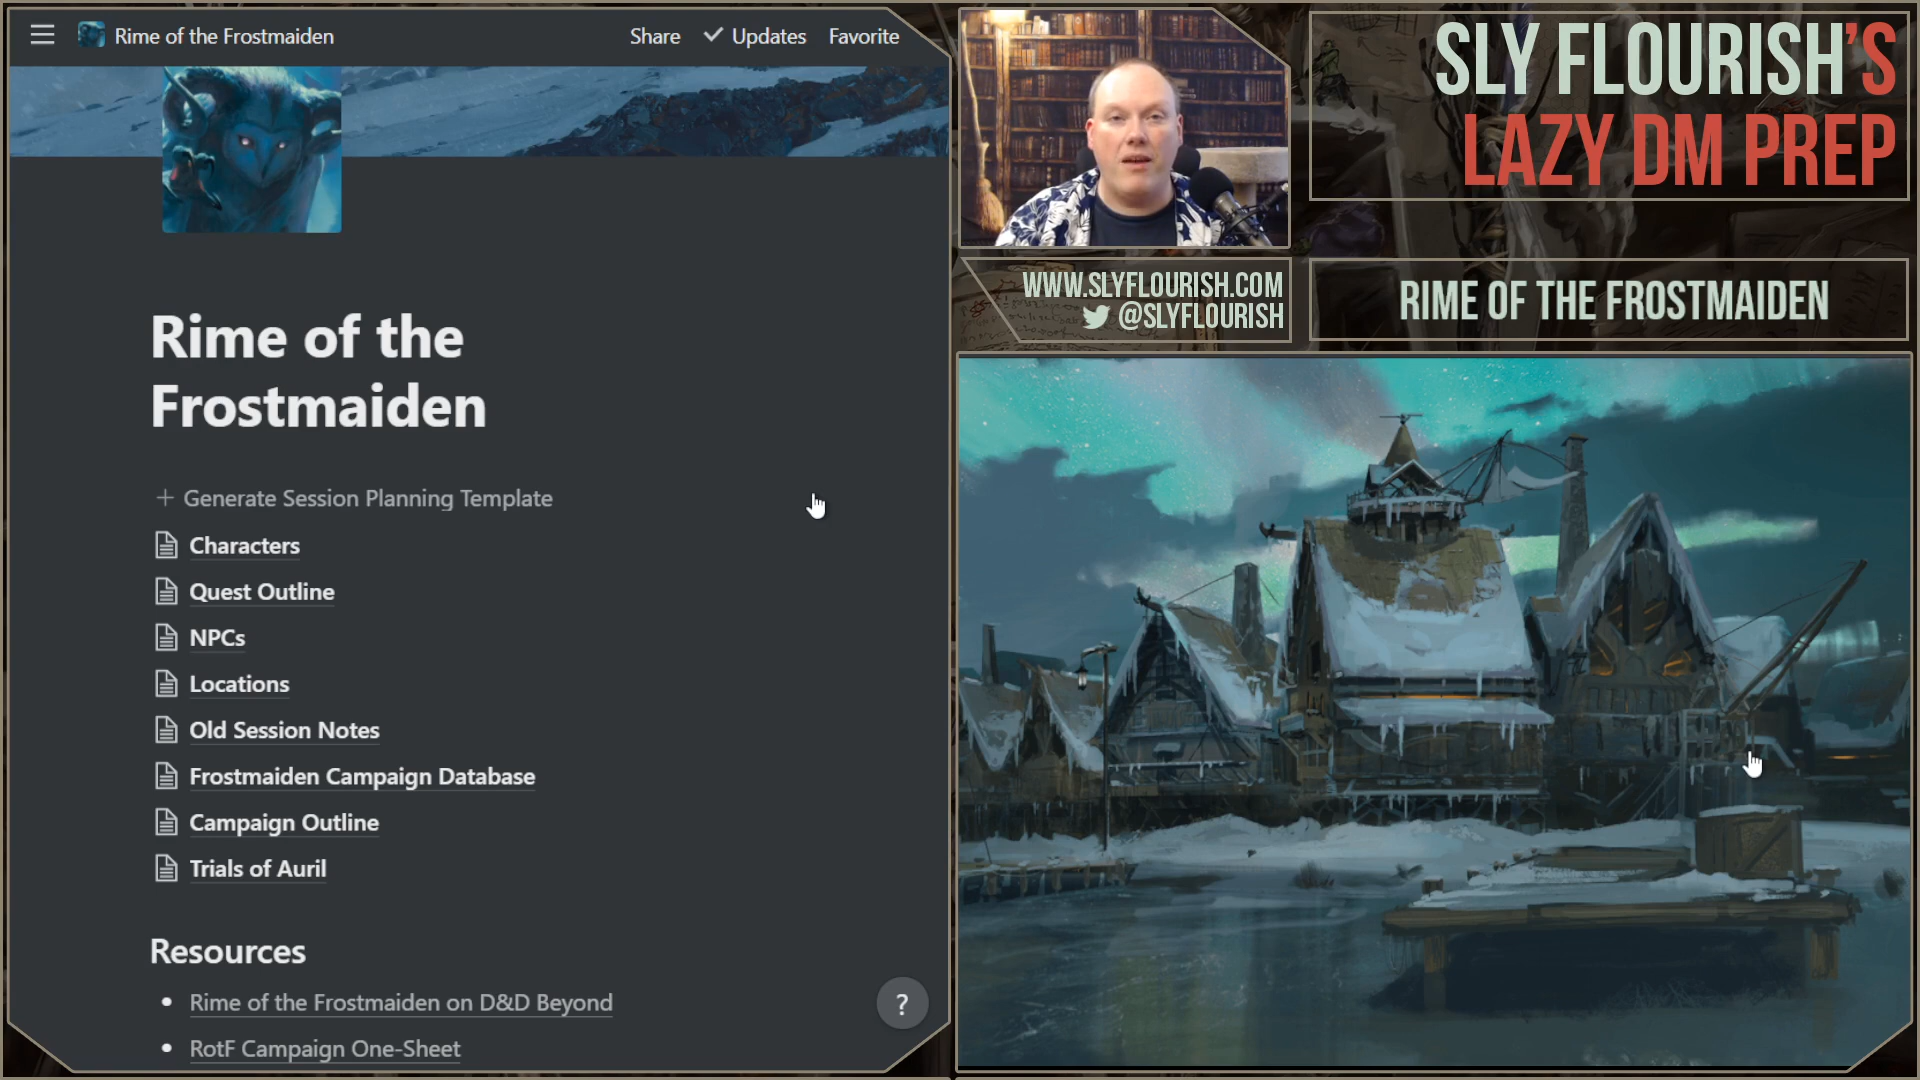 Rime of the Frostmaiden
Share
Updates
Favorite
Rime of the
Frostmaiden
+ Generate Session Planning Template
Characters
Quest Outline
NPCs
Locations
Old Session Notes
Frostmaiden Campaign Database
Campaign Outline
Trials of Auril
Resources
• Rime of the Frostmaiden on D&D Beyond
• RotF Campaign One-Sheet
?
SLY FLOURISH'S
LAZY DM PREP
WWW.SLYFLOURISH.COM
@SLYFLOURISH
RIME OF THE FROSTMAIDEN